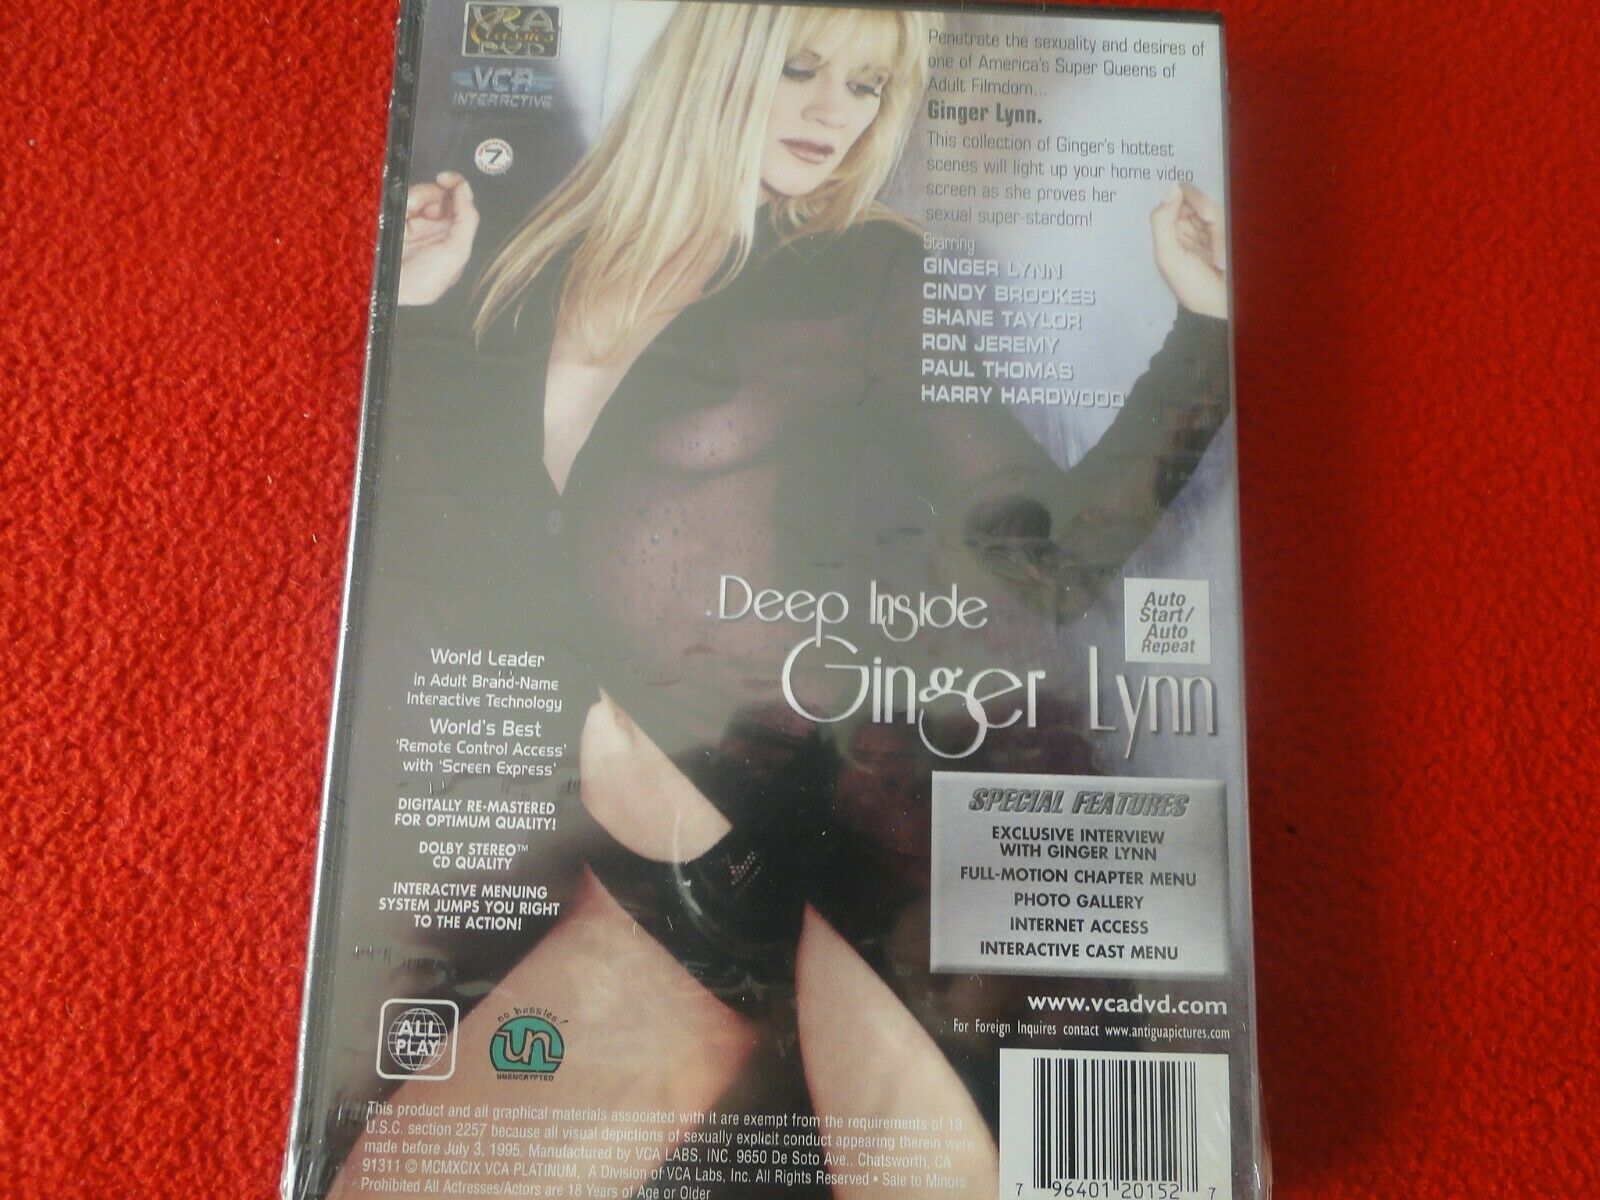 VCA
Classics
DVD
VCA
INTERACTIVE
7
Penetrate the sexuality and desires of
one of America's Super Queens of
Adult Filmdom...
Ginger Lynn.
This collection of Ginger's hottest
scenes will light up your home video
screen as she proves her
sexual super-stardom!
Starring
GINGER LYNN
CINDY BROOKES
SHANE TAYLOR
RON JEREMY
PAUL THOMAS
HARRY HARDWOOD
Deep Inside
Ginger Lynn
Auto
Start/
Auto
Repeat
World Leader
in Adult Brand-Name
Interactive Technology
World's Best
'Remote Control Access'
with 'Screen Express'
DIGITALLY RE-MASTERED
FOR OPTIMUM QUALITY!
DOLBY STEREO™
CD QUALITY
INTERACTIVE MENUING
SYSTEM JUMPS YOU RIGHT
TO THE ACTION!
SPECIAL FEATURES
EXCLUSIVE INTERVIEW
WITH GINGER LYNN
FULL-MOTION CHAPTER MENU
PHOTO GALLERY
INTERNET ACCESS
INTERACTIVE CAST MENU
www.vcadvd.com
For Foreign Inquires contact www.antiguapictures.com
ALL
PLAY
no hassles!
un
UNENCRYPTED
This product and all graphical materials associated with it are exempt from the requirements of 18
U.S.C. section 2257 because all visual depictions of sexually explicit conduct appearing therein were
made before July 3, 1995. Manufactured by VCA LABS, INC. 9650 De Soto Ave., Chatsworth, CA
91311 © MCMXCIX VCA PLATINUM, A Division of VCA Labs, Inc. All Rights Reserved • Sale to Minors
Prohibited All Actresses/Actors are 18 Years of Age or Older
7 96401 20152 7